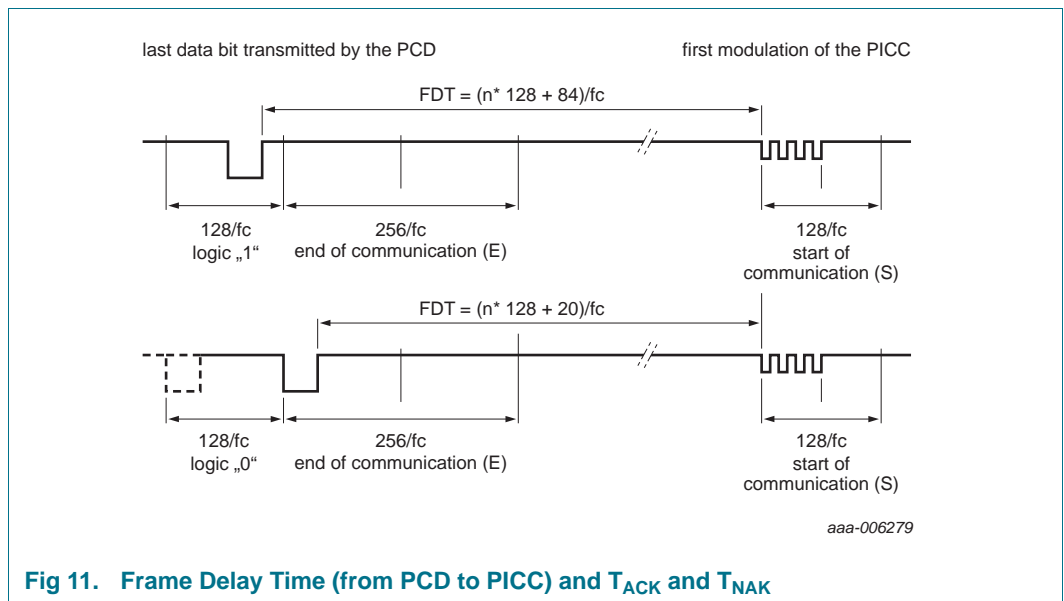 last data bit transmitted by the PCD
first modulation of the PICC
FDT = (n* 128 + 84)/fc
128/fc
logic „1“
256/fc
end of communication (E)
128/fc
start of
communication (S)
FDT = (n* 128 + 20)/fc
128/fc
logic „0“
256/fc
end of communication (E)
128/fc
start of
communication (S)
aaa-006279
Fig 11. Frame Delay Time (from PCD to PICC) and TACK and TNAK